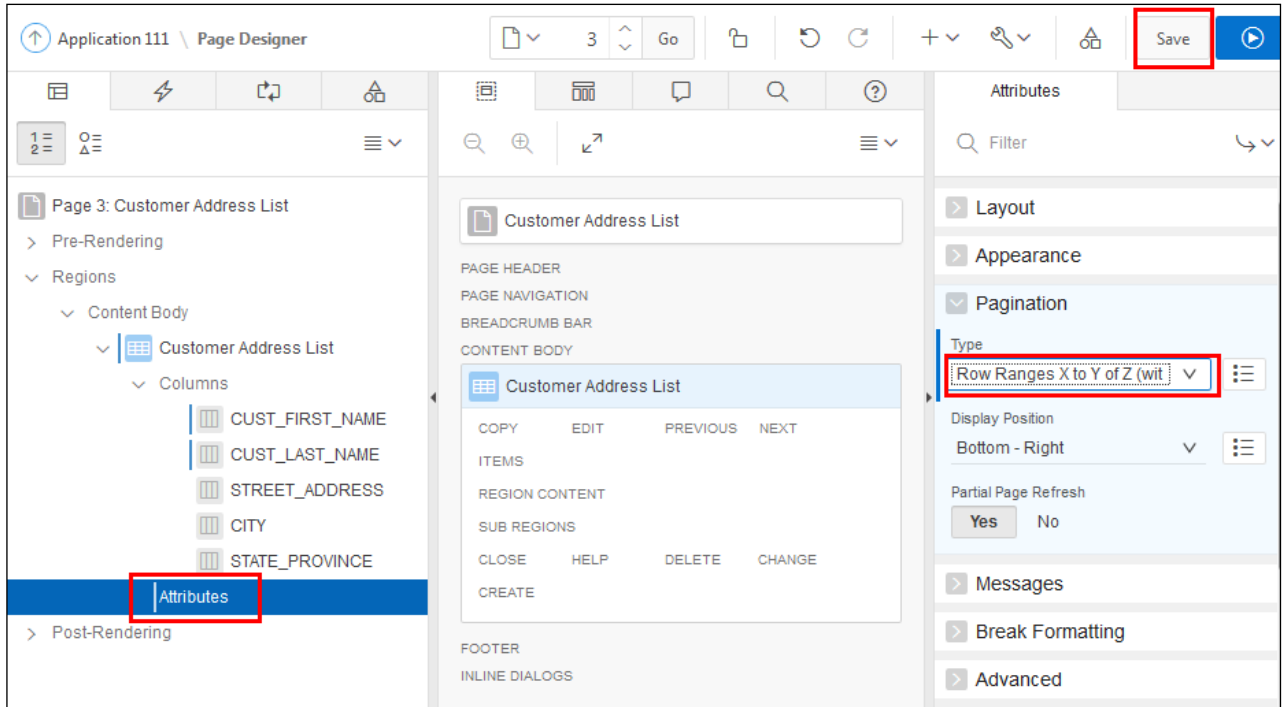 Application 111 \ Page Designer
3
Go
Save
1
2
Page 3: Customer Address List
Pre-Rendering
Regions
Content Body
Customer Address List
Columns
CUST_FIRST_NAME
CUST_LAST_NAME
STREET_ADDRESS
CITY
STATE_PROVINCE
Attributes
Post-Rendering
Customer Address List
PAGE HEADER
PAGE NAVIGATION
BREADCRUMB BAR
CONTENT BODY
Customer Address List
COPY EDIT PREVIOUS NEXT
ITEMS
REGION CONTENT
SUB REGIONS
CLOSE HELP DELETE CHANGE
CREATE
FOOTER
INLINE DIALOGS
Attributes
Filter
Layout
Appearance
Pagination
Type
Row Ranges X to Y of Z (wit
Display Position
Bottom - Right
Partial Page Refresh
Yes No
Messages
Break Formatting
Advanced